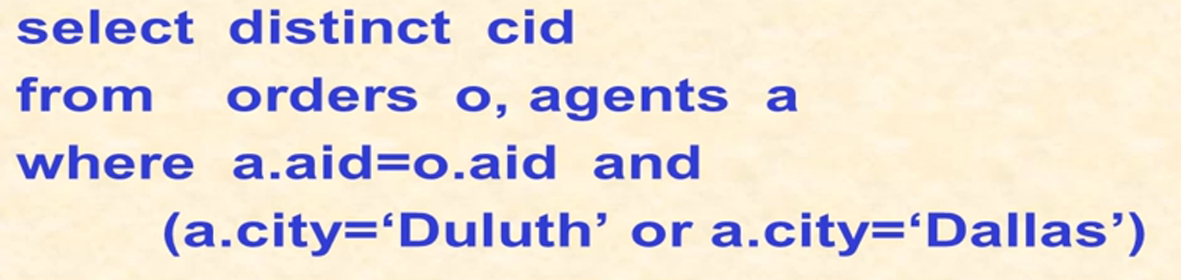 select distinct cid
from orders o, agents a
where a.aid=o.aid and
(a.city=‘Duluth’ or a.city=‘Dallas’)